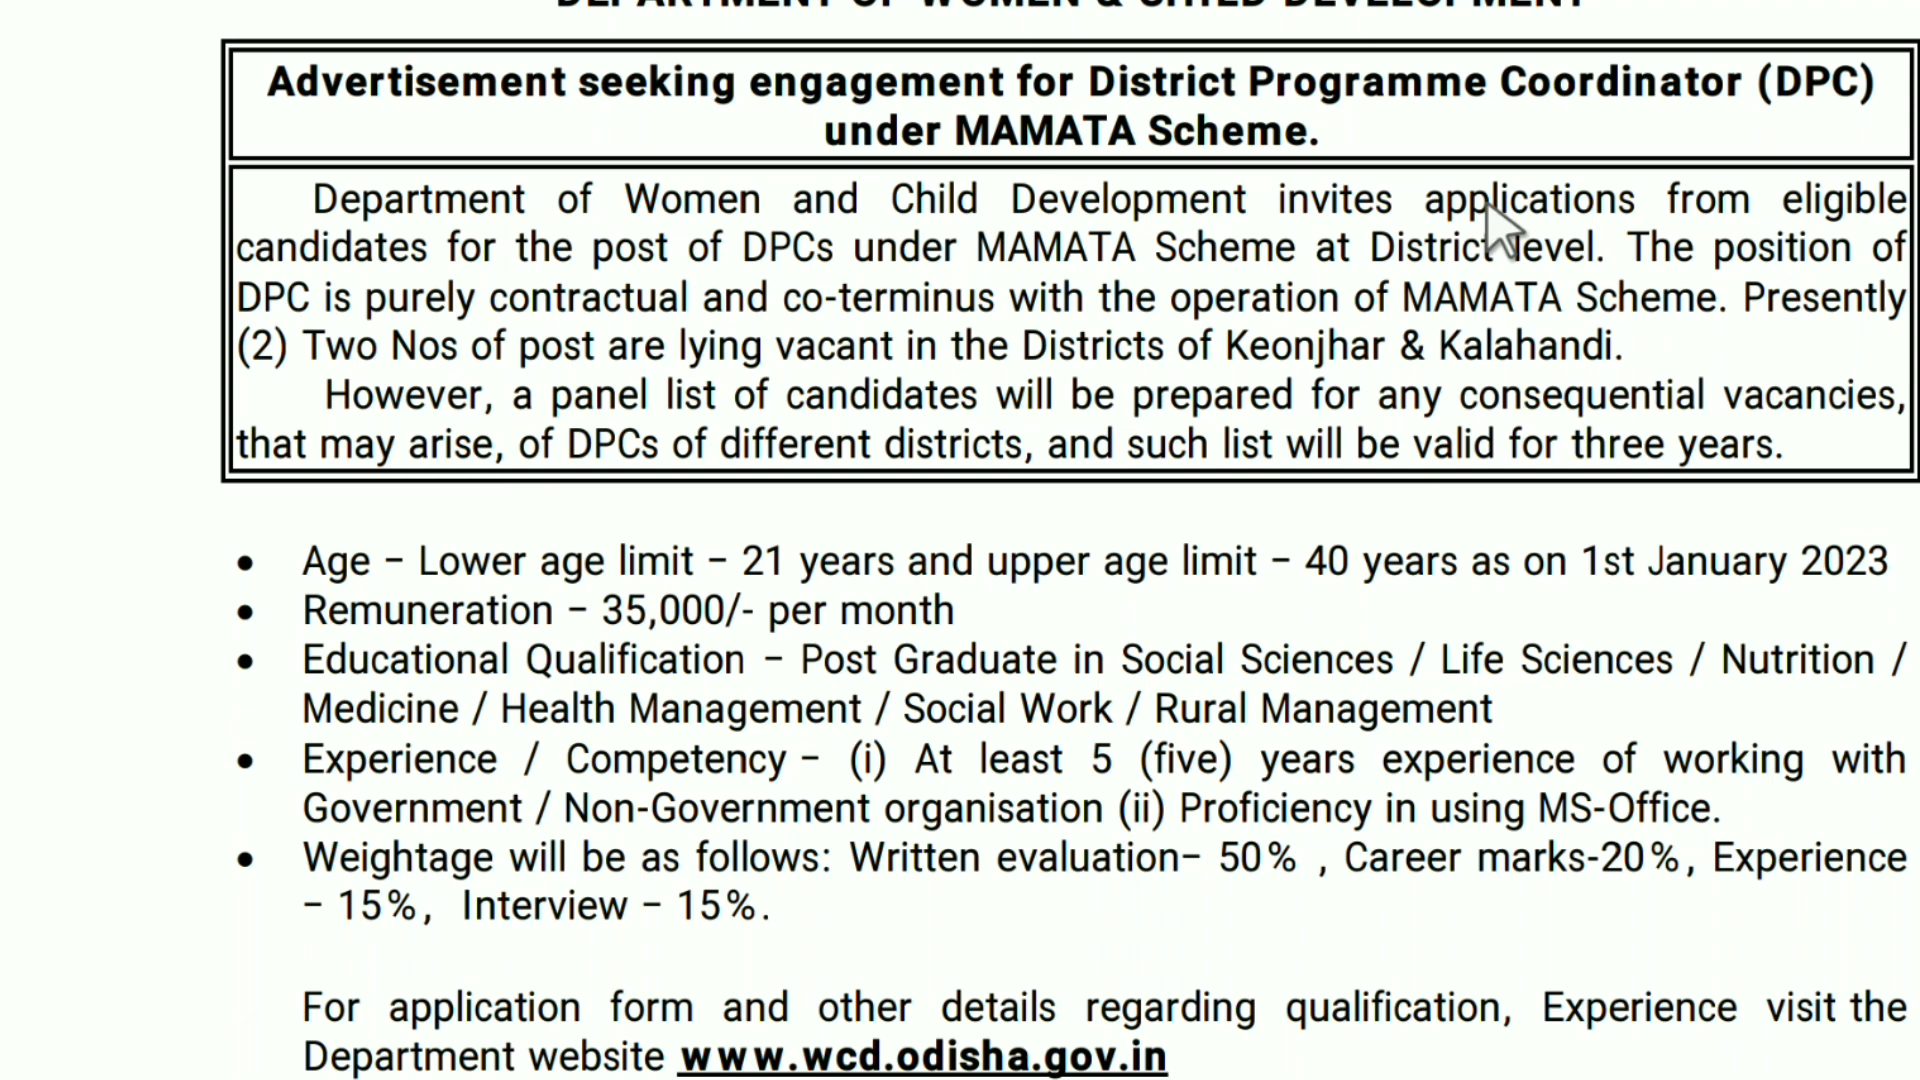 DEPARTMENT OF WOMEN & CHILD DEVELOPMENT
Advertisement seeking engagement for District Programme Coordinator (DPC)
under MAMATA Scheme.
Department of Women and Child Development invites applications from eligible
candidates for the post of DPCs under MAMATA Scheme at District level. The position of
DPC is purely contractual and co-terminus with the operation of MAMATA Scheme. Presently
(2) Two Nos of post are lying vacant in the Districts of Keonjhar & Kalahandi.
However, a panel list of candidates will be prepared for any consequential vacancies,
that may arise, of DPCs of different districts, and such list will be valid for three years.
• Age – Lower age limit – 21 years and upper age limit – 40 years as on 1st January 2023
• Remuneration – 35,000/- per month
• Educational Qualification – Post Graduate in Social Sciences / Life Sciences / Nutrition /
Medicine / Health Management / Social Work / Rural Management
• Experience / Competency – (i) At least 5 (five) years experience of working with
Government / Non-Government organisation (ii) Proficiency in using MS-Office.
• Weightage will be as follows: Written evaluation– 50% , Career marks-20%, Experience
– 15%, Interview – 15%.
For application form and other details regarding qualification, Experience visit the
Department website www.wcd.odisha.gov.in